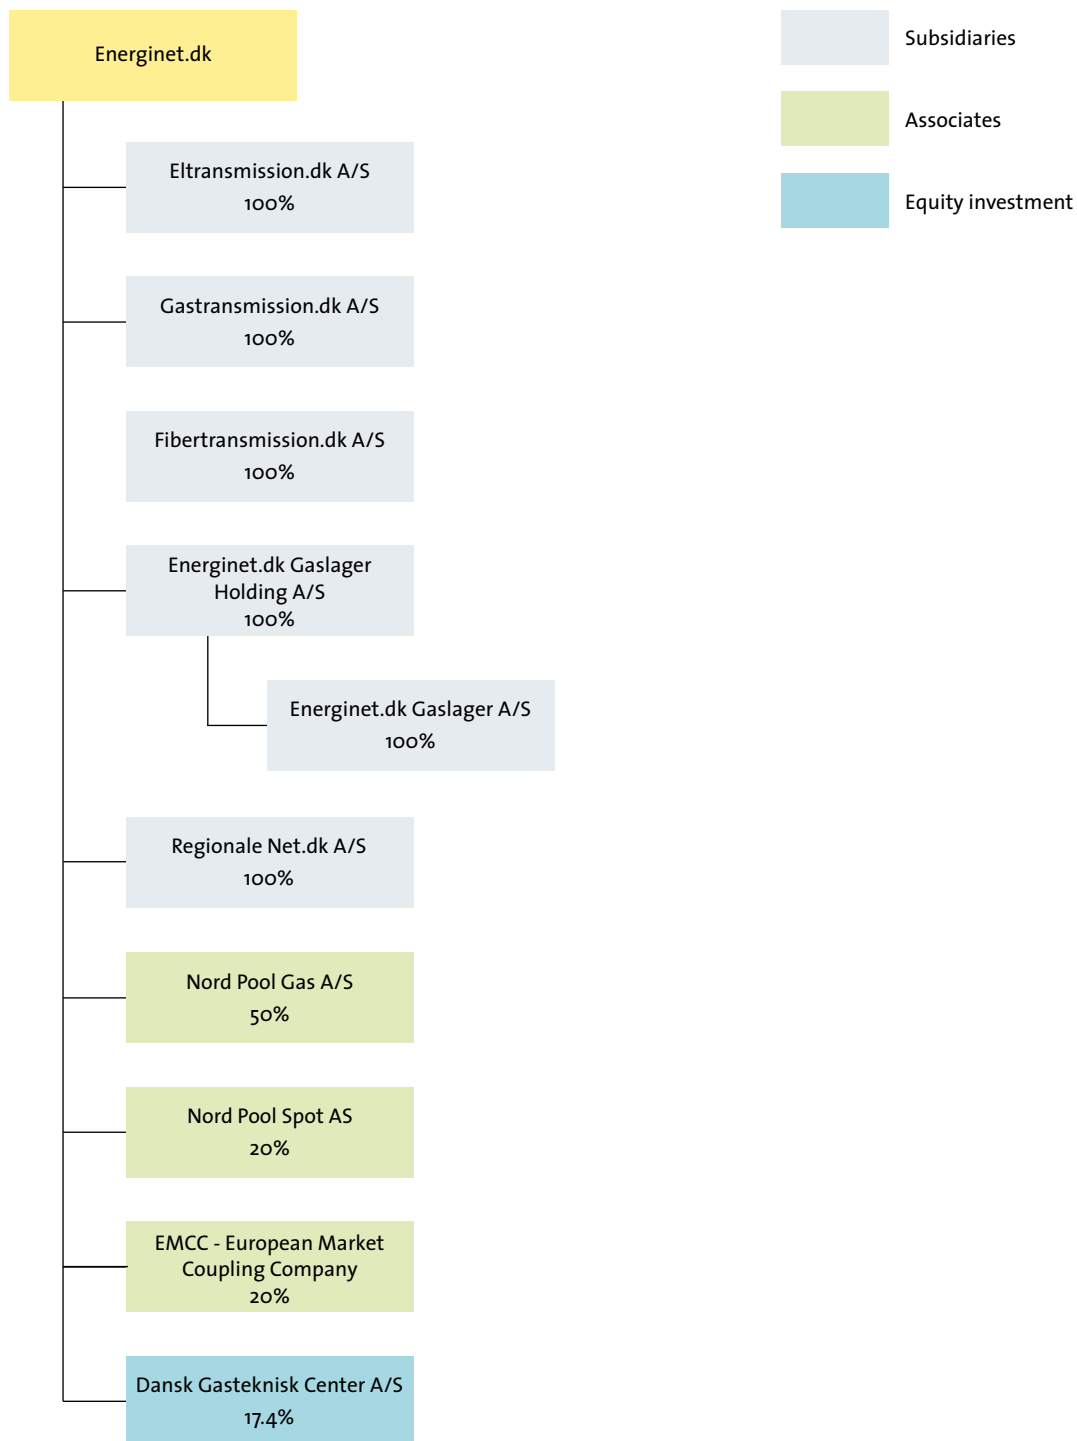 Energinet.dk
Subsidiaries
Associates
Equity investment
Eltransmission.dk A/S
100%
Gastransmission.dk A/S
100%
Fibertransmission.dk A/S
100%
Energinet.dk Gaslager
Holding A/S
100%
Energinet.dk Gaslager A/S
100%
Regionale Net.dk A/S
100%
Nord Pool Gas A/S
50%
Nord Pool Spot AS
20%
EMCC - European Market
Coupling Company
20%
Dansk Gasteknisk Center A/S
17.4%